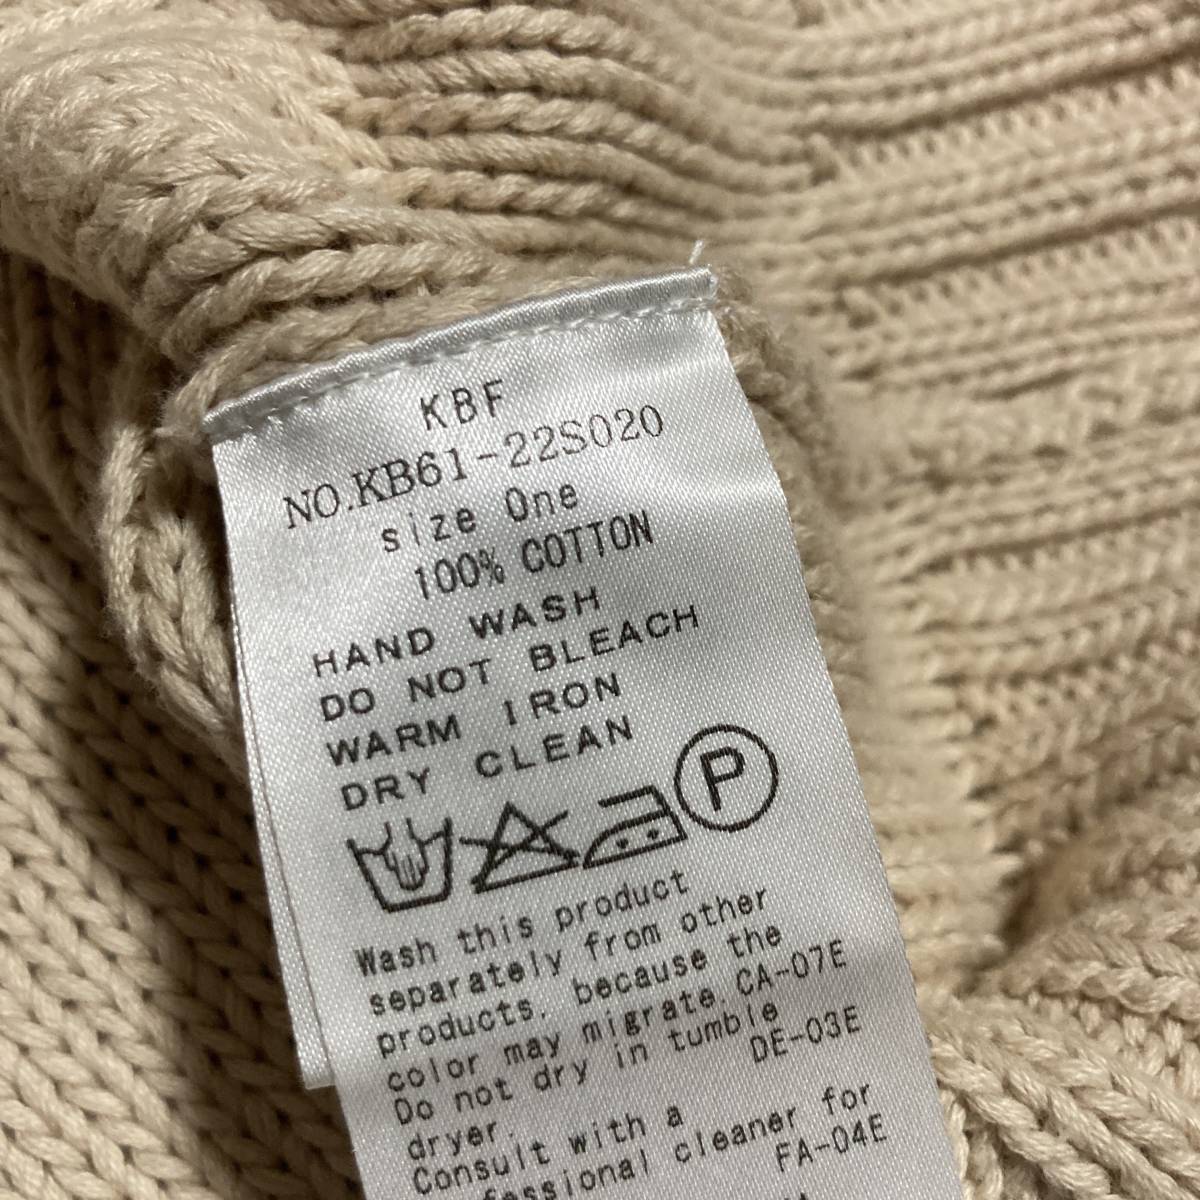 KBF
NO.KB61-22S020
size One
100% COTTON
HAND WASH
DO NOT BLEACH
WARM IRON
DRY CLEAN
P
Wash this product
separately from other
products, because the
color may migrate. CA-07E
Do not dry in tumble
dryer. DE-03E
Consult with a
cleaner for
FA-04E